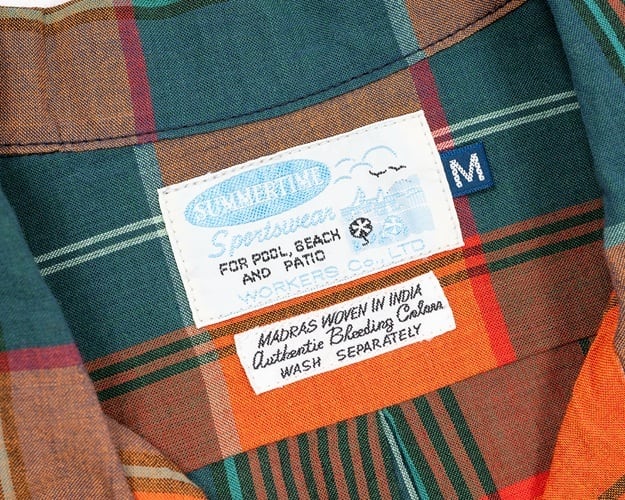 SUMMERTIME
Sportswear
FOR POOL, BEACH
AND PATIO
WORKERS Co., LTD
M
MADRAS WOVEN IN INDIA
Authentic Bleeding Colors
WASH SEPARATELY